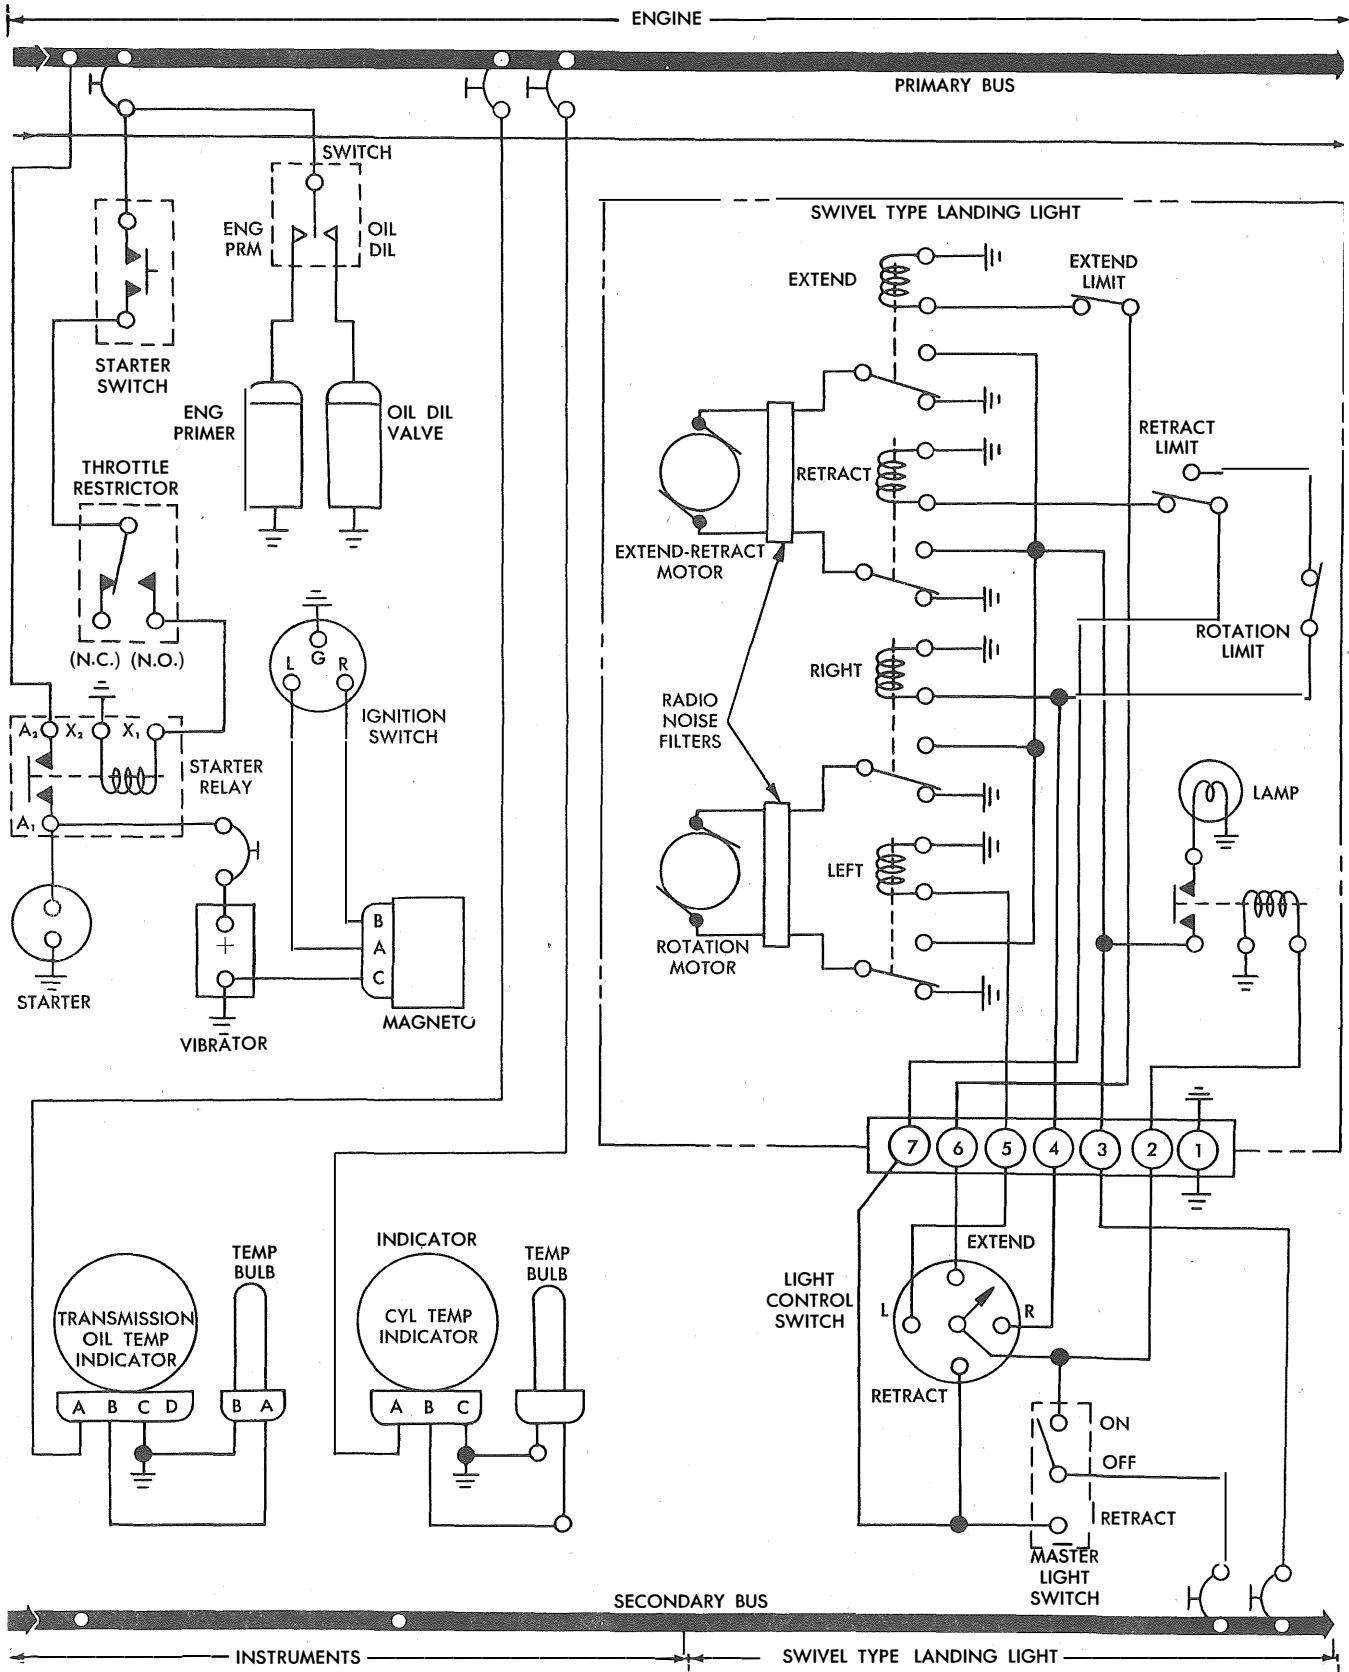 ENGINE
PRIMARY BUS
SWITCH
ENG
PRM
OIL
DIL
STARTER
SWITCH
ENG
PRIMER
OIL DIL
VALVE
THROTTLE
RESTRICTOR
(N.C.) (N.O.)
G
L
R
IGNITION
SWITCH
A₂ X₂ X₁
STARTER
RELAY
A₁
STARTER
+
VIBRATOR
B
A
C
MAGNETO
SWIVEL TYPE LANDING LIGHT
EXTEND
EXTEND
LIMIT
RETRACT
LIMIT
RETRACT
EXTEND-RETRACT
MOTOR
ROTATION
LIMIT
RIGHT
RADIO
NOISE
FILTERS
LAMP
LEFT
ROTATION
MOTOR
7 6 5 4 3 2 1
TRANSMISSION
OIL TEMP
INDICATOR
A B C D
TEMP
BULB
B A
INDICATOR
CYL TEMP
INDICATOR
A B C
TEMP
BULB
EXTEND
LIGHT
CONTROL
SWITCH
L
R
RETRACT
ON
OFF
RETRACT
MASTER
LIGHT
SWITCH
SECONDARY BUS
INSTRUMENTS
SWIVEL TYPE LANDING LIGHT